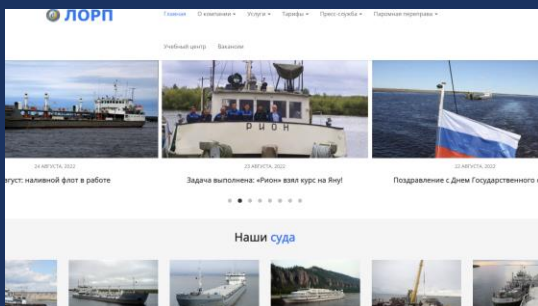 ЛОРП
Главная О компании Услуги Тарифы Пресс-служба Паромная переправа
Учебный центр Вакансии
РИОН
24 АВГУСТА, 2022 23 АВГУСТА, 2022 22 АВГУСТА, 2022
вгуст: наливной флот в работе Задача выполнена: «Рион» взял курс на Яну! Поздравление с Днем Государственного
Наши суда